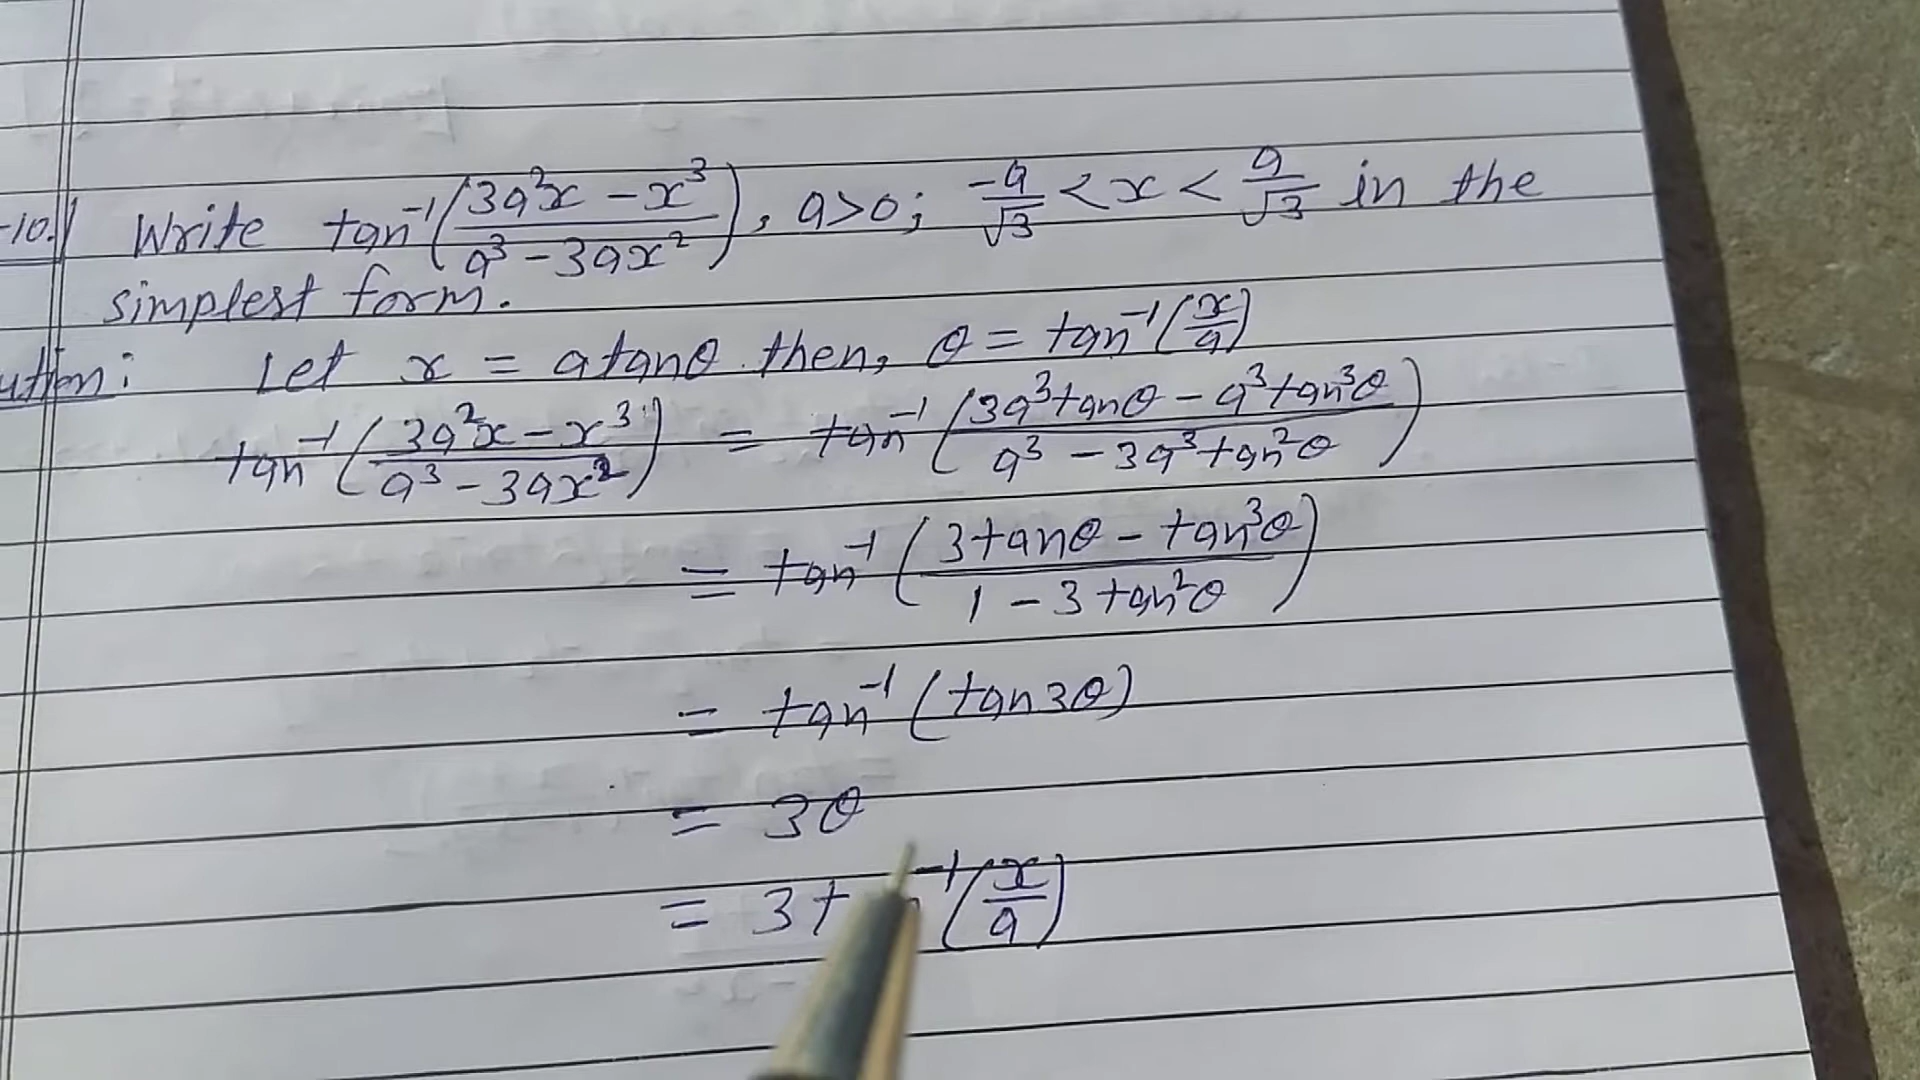 -10. Write tan⁻¹((3a²x - x³)/(a³ - 3ax²)), a>0; -a/√3 < x < a/√3 in the
simplest form.
ution: Let x = a tanθ then, θ = tan⁻¹(x/a)
tan⁻¹((3a²x - x³)/(a³ - 3ax²)) = tan⁻¹((3a³tanθ - a³tan³θ)/(a³ - 3a³tan²θ))
= tan⁻¹((3tanθ - tan³θ)/(1 - 3tan²θ))
= tan⁻¹(tan3θ)
= 3θ
= 3t ⁻¹(x/a)